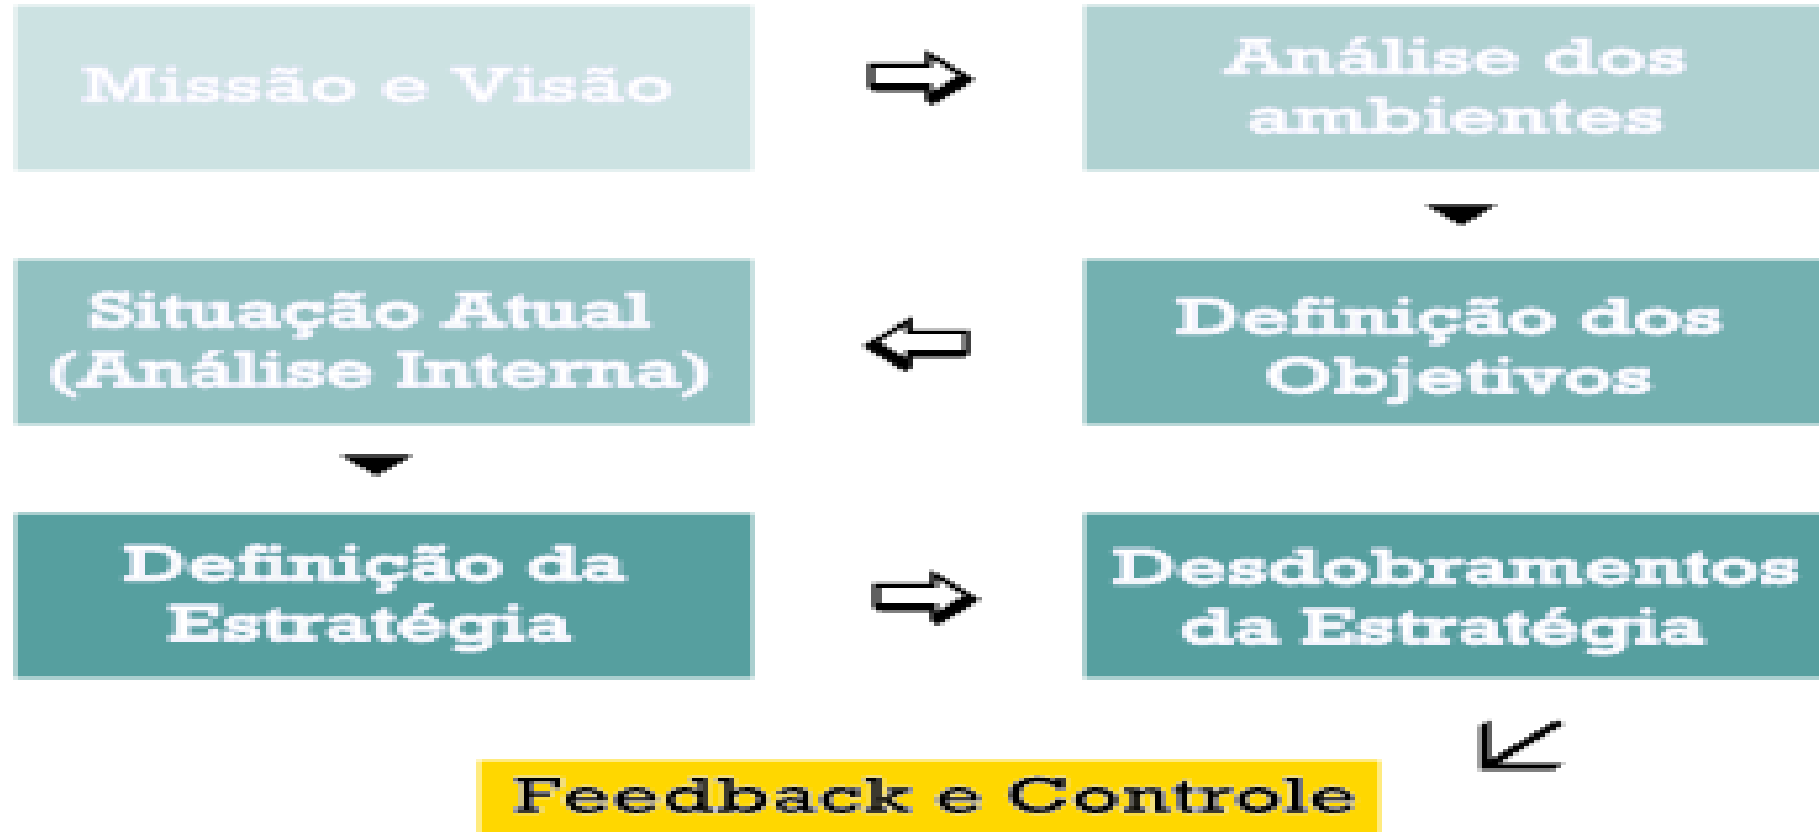 Missão e Visão
Análise dos
ambientes
Situação Atual
(Análise Interna)
Definição dos
Objetivos
Definição da
Estratégia
Desdobramentos
da Estratégia
Feedback e Controle